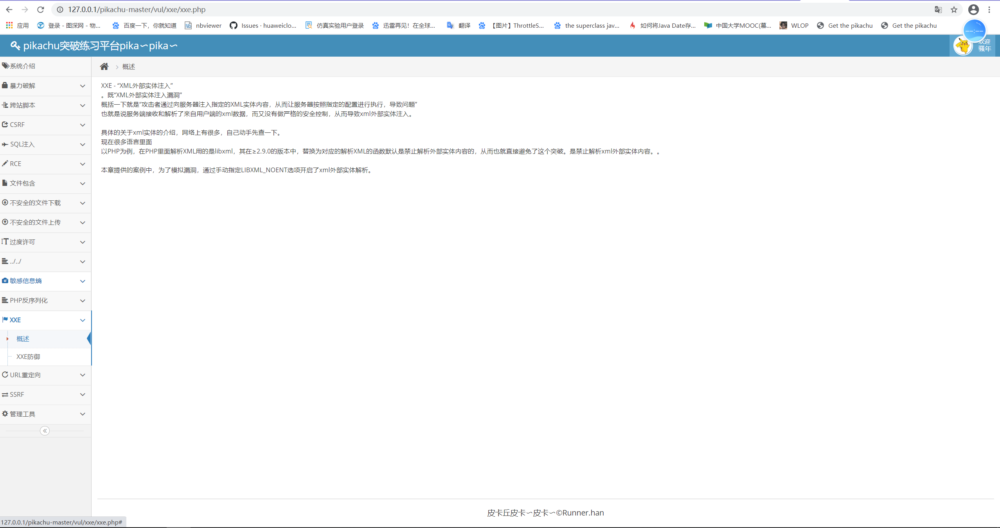 127.0.0.1/pikachu-master/vul/xxe/xxe.php
应用 登录 - 图深网 - 物... 百度一下，你就知道 nbviewer Issues · huaweiclo... 仿真实验用户登录 迅雷再见！在全球... 翻译 【图片】ThrottleS... the superclass jav... 如何将Java Date存... 中国大学MOOC(慕... WLOP Get the pikachu Get the pikachu
pikachu突破练习平台pika~pika~
欢迎
骚年
系统介绍
暴力破解
跨站脚本
CSRF
SQL注入
RCE
文件包含
不安全的文件下载
不安全的文件上传
过度许可
../../
敏感信息熵
PHP反序列化
XXE
概述
XXE防御
URL重定向
SSRF
管理工具
概述
XXE - “XML外部实体注入”
。既“XML外部实体注入漏洞”
概括一下就是“攻击者通过向服务器注入指定的XML实体内容，从而让服务器按照指定的配置进行执行，导致问题”
也就是说服务端接收和解析了来自用户端的xml数据，而又没有做严格的安全控制，从而导致xml外部实体注入。
具体的关于xml实体的介绍，网络上有很多，自己动手先查一下。
现在很多语言里面
以PHP为例，在PHP里面解析XML用的是libxml，其在≥2.9.0的版本中，替换为对应的解析XML的函数默认是禁止解析外部实体内容的，从而也就直接避免了这个突破。是禁止解析xml外部实体内容。。
本章提供的案例中，为了模拟漏洞，通过手动指定LIBXML_NOENT选项开启了xml外部实体解析。
皮卡丘皮卡~皮卡~©Runner.han
127.0.0.1/pikachu-master/vul/xxe/xxe.php#